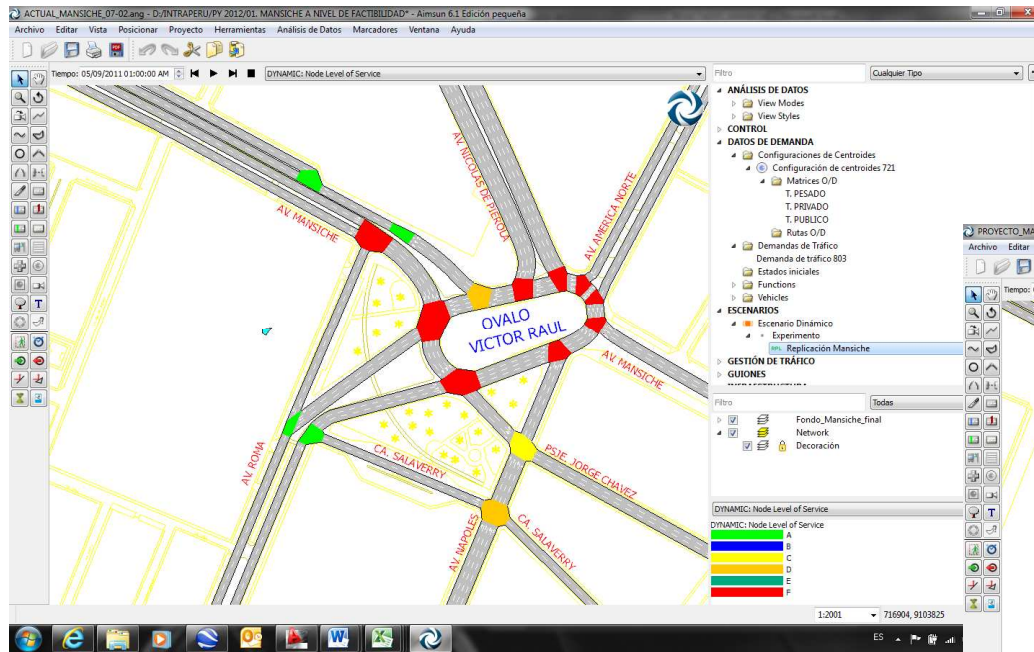 ACTUAL_MANSICHE_07-02.ang - D:/INTRAPERU/PY 2012/01. MANSICHE A NIVEL DE FACTIBILIDAD* - Aimsun 6.1 Edición pequeña
Archivo Editar Vista Posicionar Proyecto Herramientas Análisis de Datos Marcadores Ventana Ayuda
Tiempo: 05/09/2011 01:00:00 AM
DYNAMIC: Node Level of Service
Filtro
Cualquier Tipo
ANÁLISIS DE DATOS
View Modes
View Styles
CONTROL
DATOS DE DEMANDA
Configuraciones de Centroides
Configuración de centroides 721
Matrices O/D
T. PESADO
T. PRIVADO
T. PUBLICO
Rutas O/D
Demandas de Tráfico
Demanda de tráfico 803
Estados iniciales
Functions
Vehicles
ESCENARIOS
Escenario Dinámico
Experimento
RPL Replicación Mansiche
GESTIÓN DE TRÁFICO
GUIONES
Filtro
Todas
Fondo_Mansiche_final
Network
Decoración
DYNAMIC: Node Level of Service
DYNAMIC: Node Level of Service
A
B
C
D
E
F
AV. MANSICHE
AV. NICOLAS DE PIEROLA
AV. AMERICA NORTE
OVALO
VICTOR RAUL
AV. MANSICHE
AV. ROMA
CA. SALAVERRY
PSJE. JORGE CHAVEZ
AV. NAPOLES
CA. SALAVERRY
1:2001
716904, 9103825
ES
PROYECTO_MA
Archivo Editar
Tiempo: